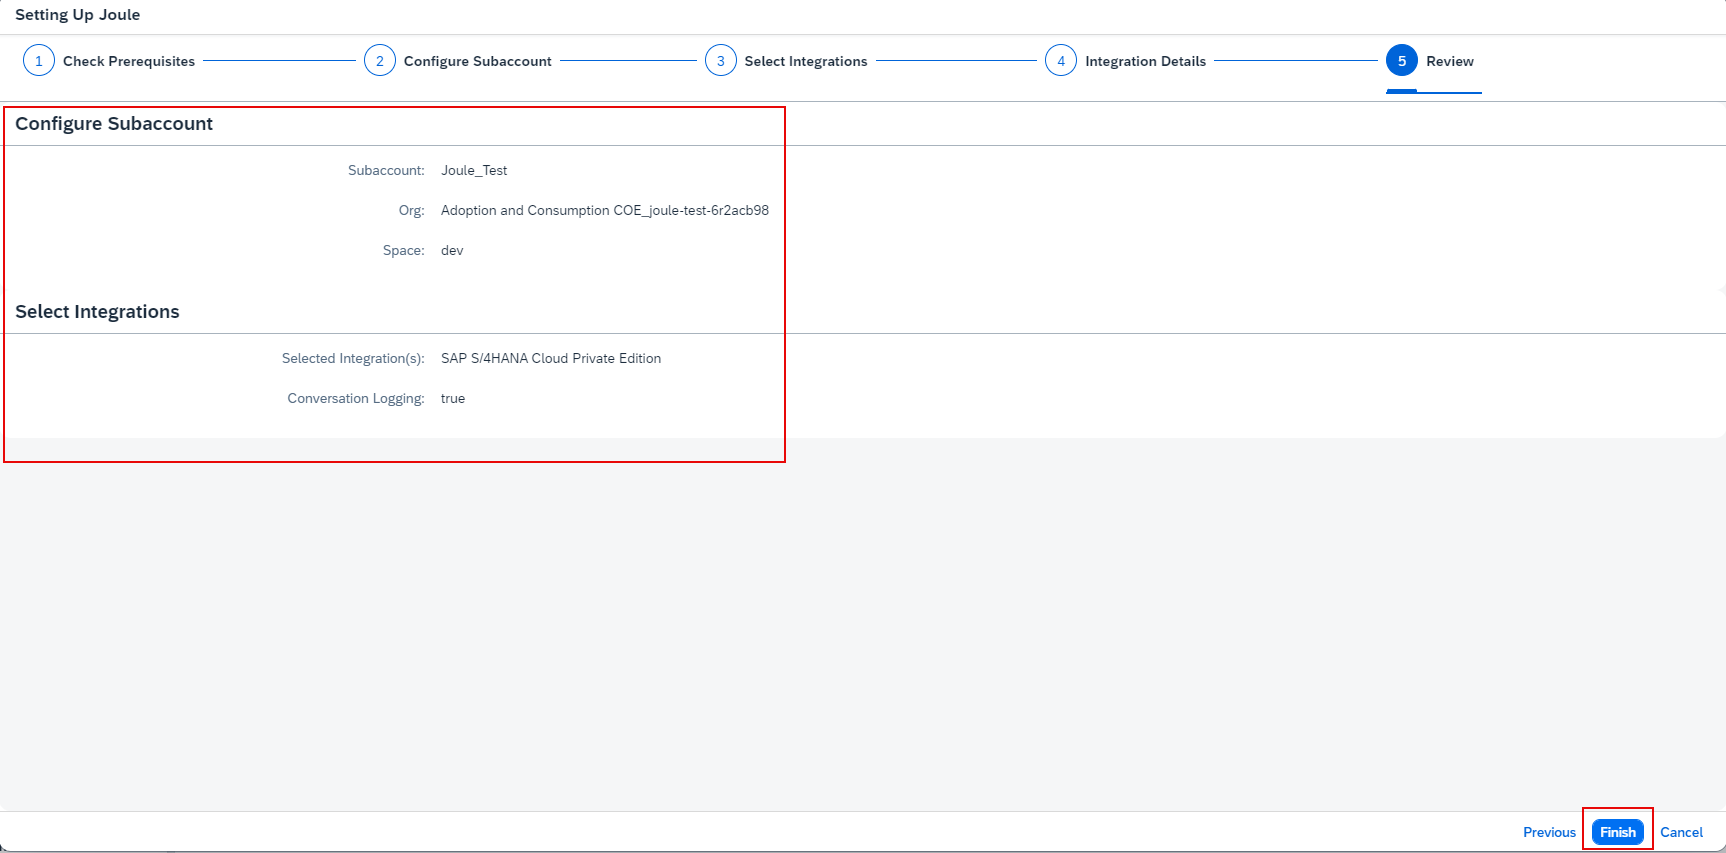 Setting Up Joule
1 Check Prerequisites 2 Configure Subaccount 3 Select Integrations 4 Integration Details 5 Review
Configure Subaccount
Subaccount: Joule_Test
Org: Adoption and Consumption COE_joule-test-6r2acb98
Space: dev
Select Integrations
Selected Integration(s): SAP S/4HANA Cloud Private Edition
Conversation Logging: true
Previous Finish Cancel